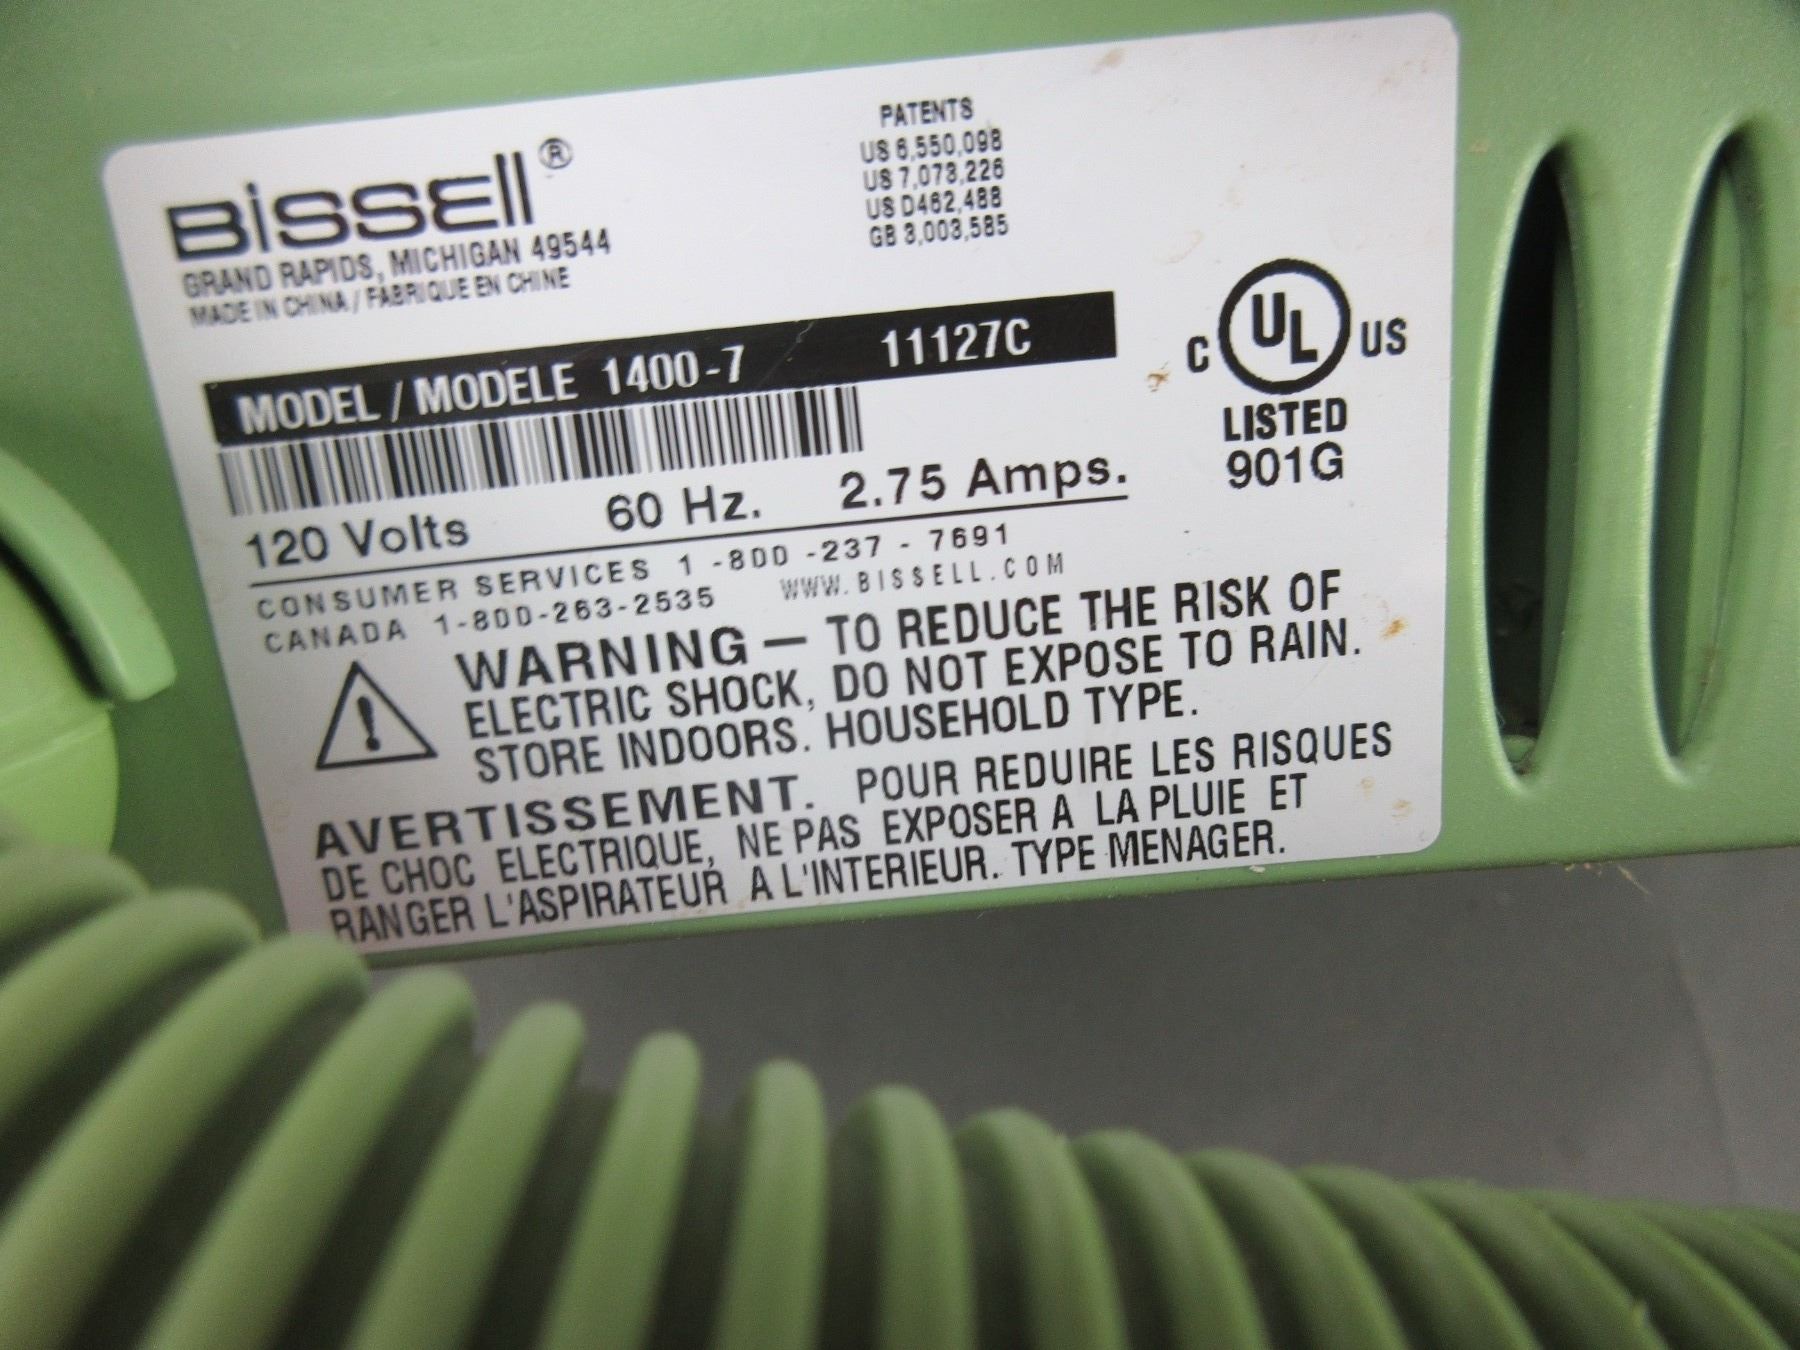 BISSELL®
GRAND RAPIDS, MICHIGAN 49544
MADE IN CHINA / FABRIQUE EN CHINE
PATENTS
US 6,550,098
US 7,073,226
US D462,488
GB 3,003,585
MODEL / MODELE 1400-7 11127C
120 Volts 60 Hz. 2.75 Amps.
C UL US
LISTED
901G
CONSUMER SERVICES 1-800-237-7691
CANADA 1-800-263-2535 WWW.BISSELL.COM
WARNING — TO REDUCE THE RISK OF
ELECTRIC SHOCK, DO NOT EXPOSE TO RAIN.
STORE INDOORS. HOUSEHOLD TYPE.
AVERTISSEMENT. POUR REDUIRE LES RISQUES
DE CHOC ELECTRIQUE, NE PAS EXPOSER A LA PLUIE ET
RANGER L'ASPIRATEUR A L'INTERIEUR. TYPE MENAGER.